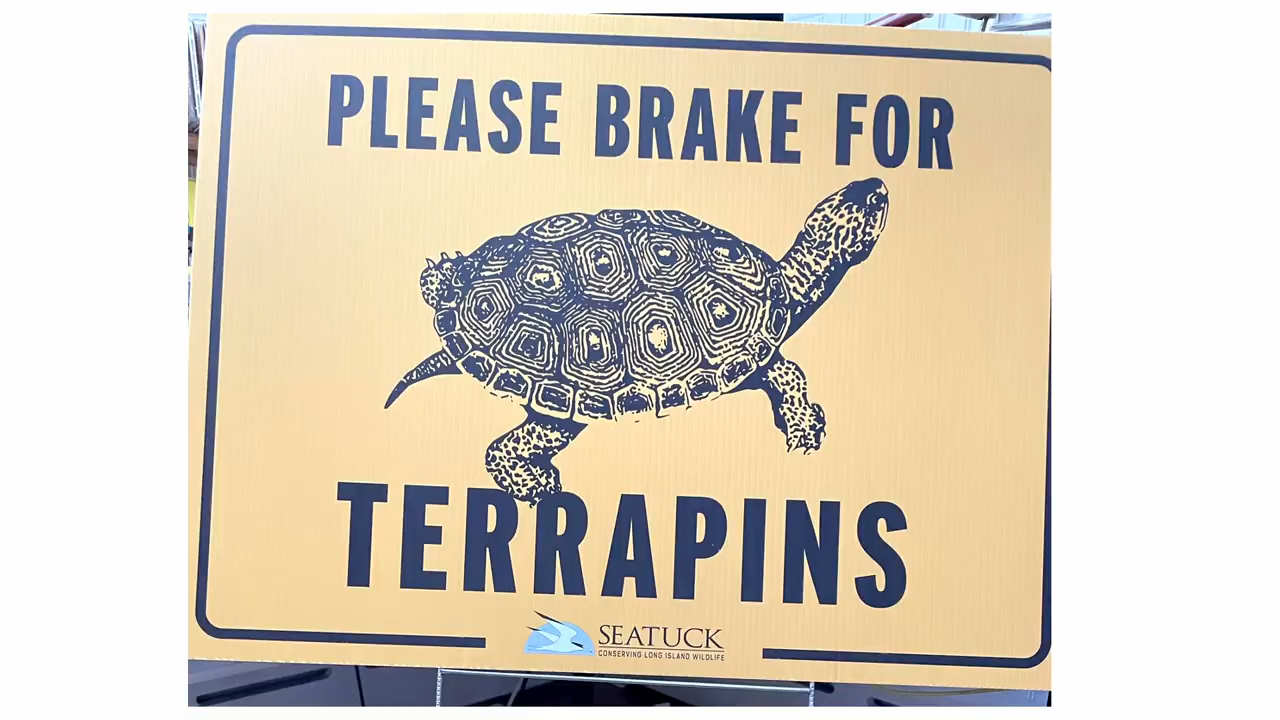 PLEASE BRAKE FOR
TERRAPINS
SEATUCK
CONSERVING LONG ISLAND WILDLIFE